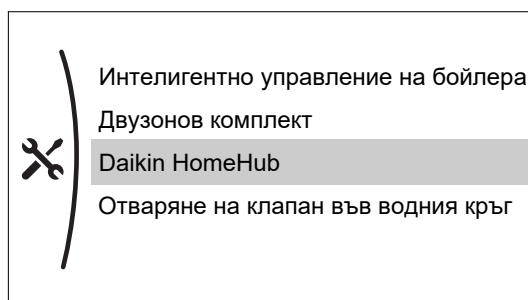 Интелигентно управление на бойлера
Двузонов комплект
Daikin HomeHub
Отваряне на клапан във водния кръг